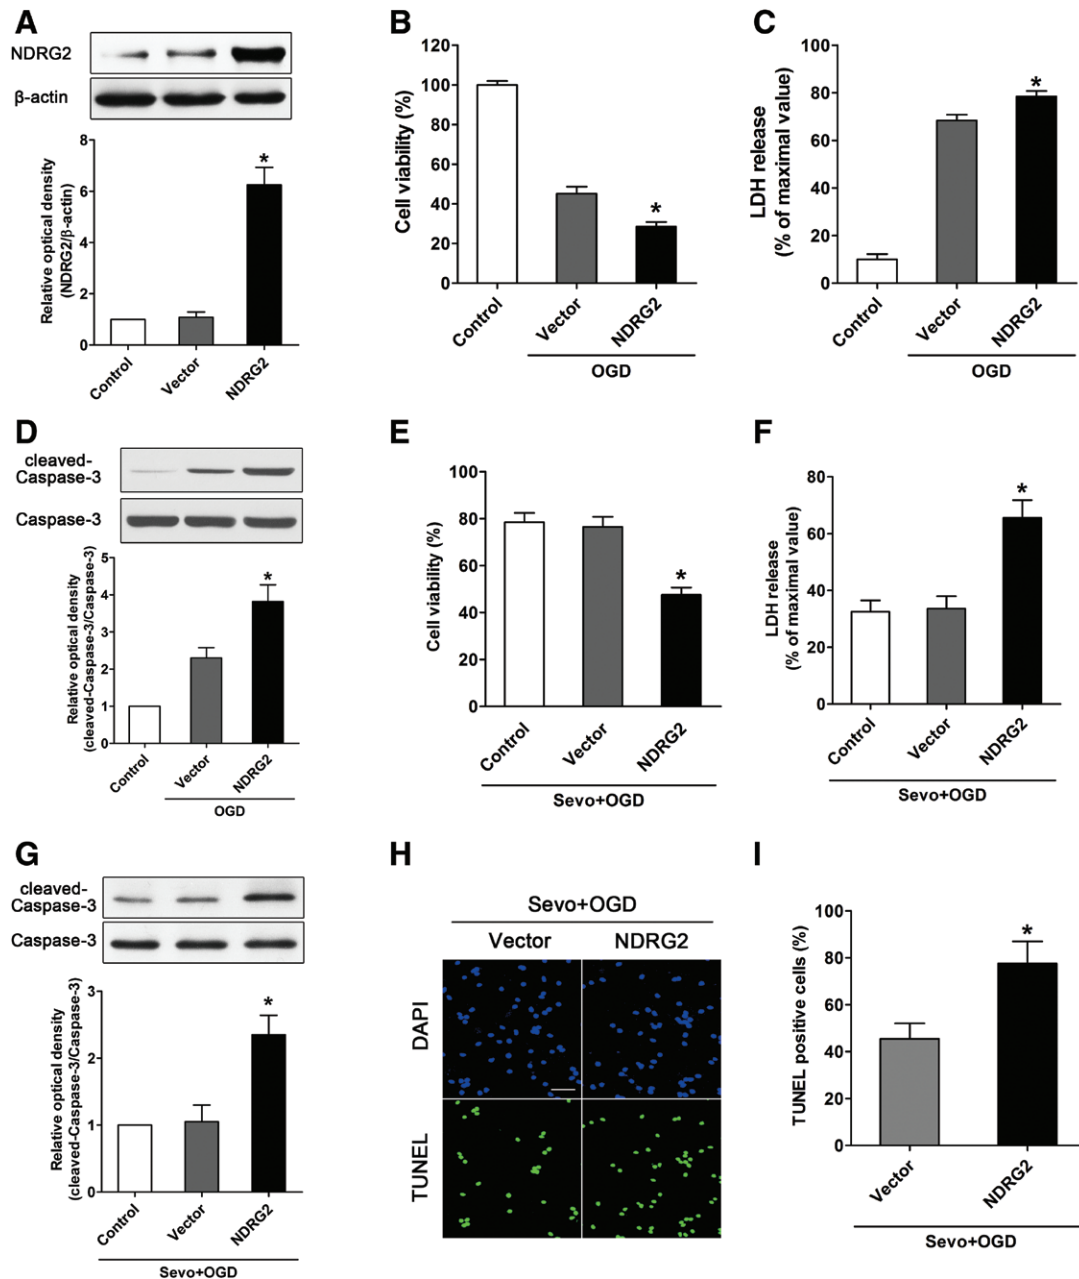 A
NDRG2
β-actin
Relative optical density
(NDRG2/β-actin)
8
6
4
2
0
*
Control
Vector
NDRG2
B
Cell viability (%)
120
100
80
60
40
20
0
*
Control
Vector
NDRG2
OGD
C
LDH release
(% of maximal value)
100
80
60
40
20
0
*
Control
Vector
NDRG2
OGD
D
cleaved-
Caspase-3
Caspase-3
Relative optical density
(cleaved-Caspase-3/Caspase-3)
5
4
3
2
1
0
*
Control
Vector
NDRG2
OGD
E
Cell viability (%)
100
80
60
40
20
0
*
Control
Vector
NDRG2
Sevo+OGD
F
LDH release
(% of maximal value)
80
60
40
20
0
*
Control
Vector
NDRG2
Sevo+OGD
G
cleaved-
Caspase-3
Caspase-3
Relative optical density
(cleaved-Caspase-3/Caspase-3)
3
2
1
0
*
Control
Vector
NDRG2
Sevo+OGD
H
Sevo+OGD
Vector NDRG2
DAPI
TUNEL
I
TUNEL positive cells (%)
100
80
60
40
20
0
*
Vector
NDRG2
Sevo+OGD